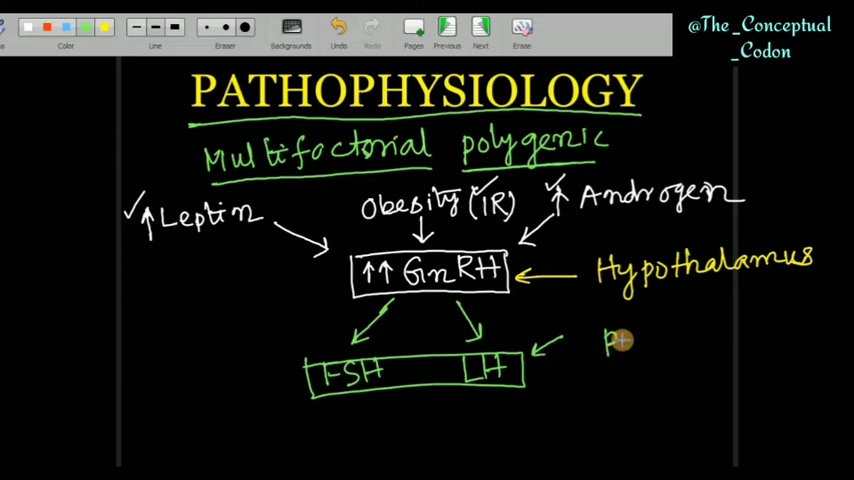 @The_Conceptual
_Codon
Color
Line
Eraser
Backgrounds
Undo
Redo
Pages
Previous
Next
Erase
PATHOPHYSIOLOGY
Multifactorial polygenic
↑ Leptin
Obesity (IR)
↑ Androgen
↑↑ GnRH
Hypothalamus
FSH LH
P